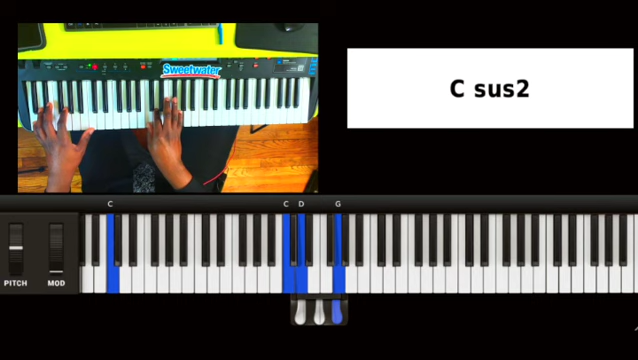 Sweetwater
C sus2
C
C D G
PITCH MOD